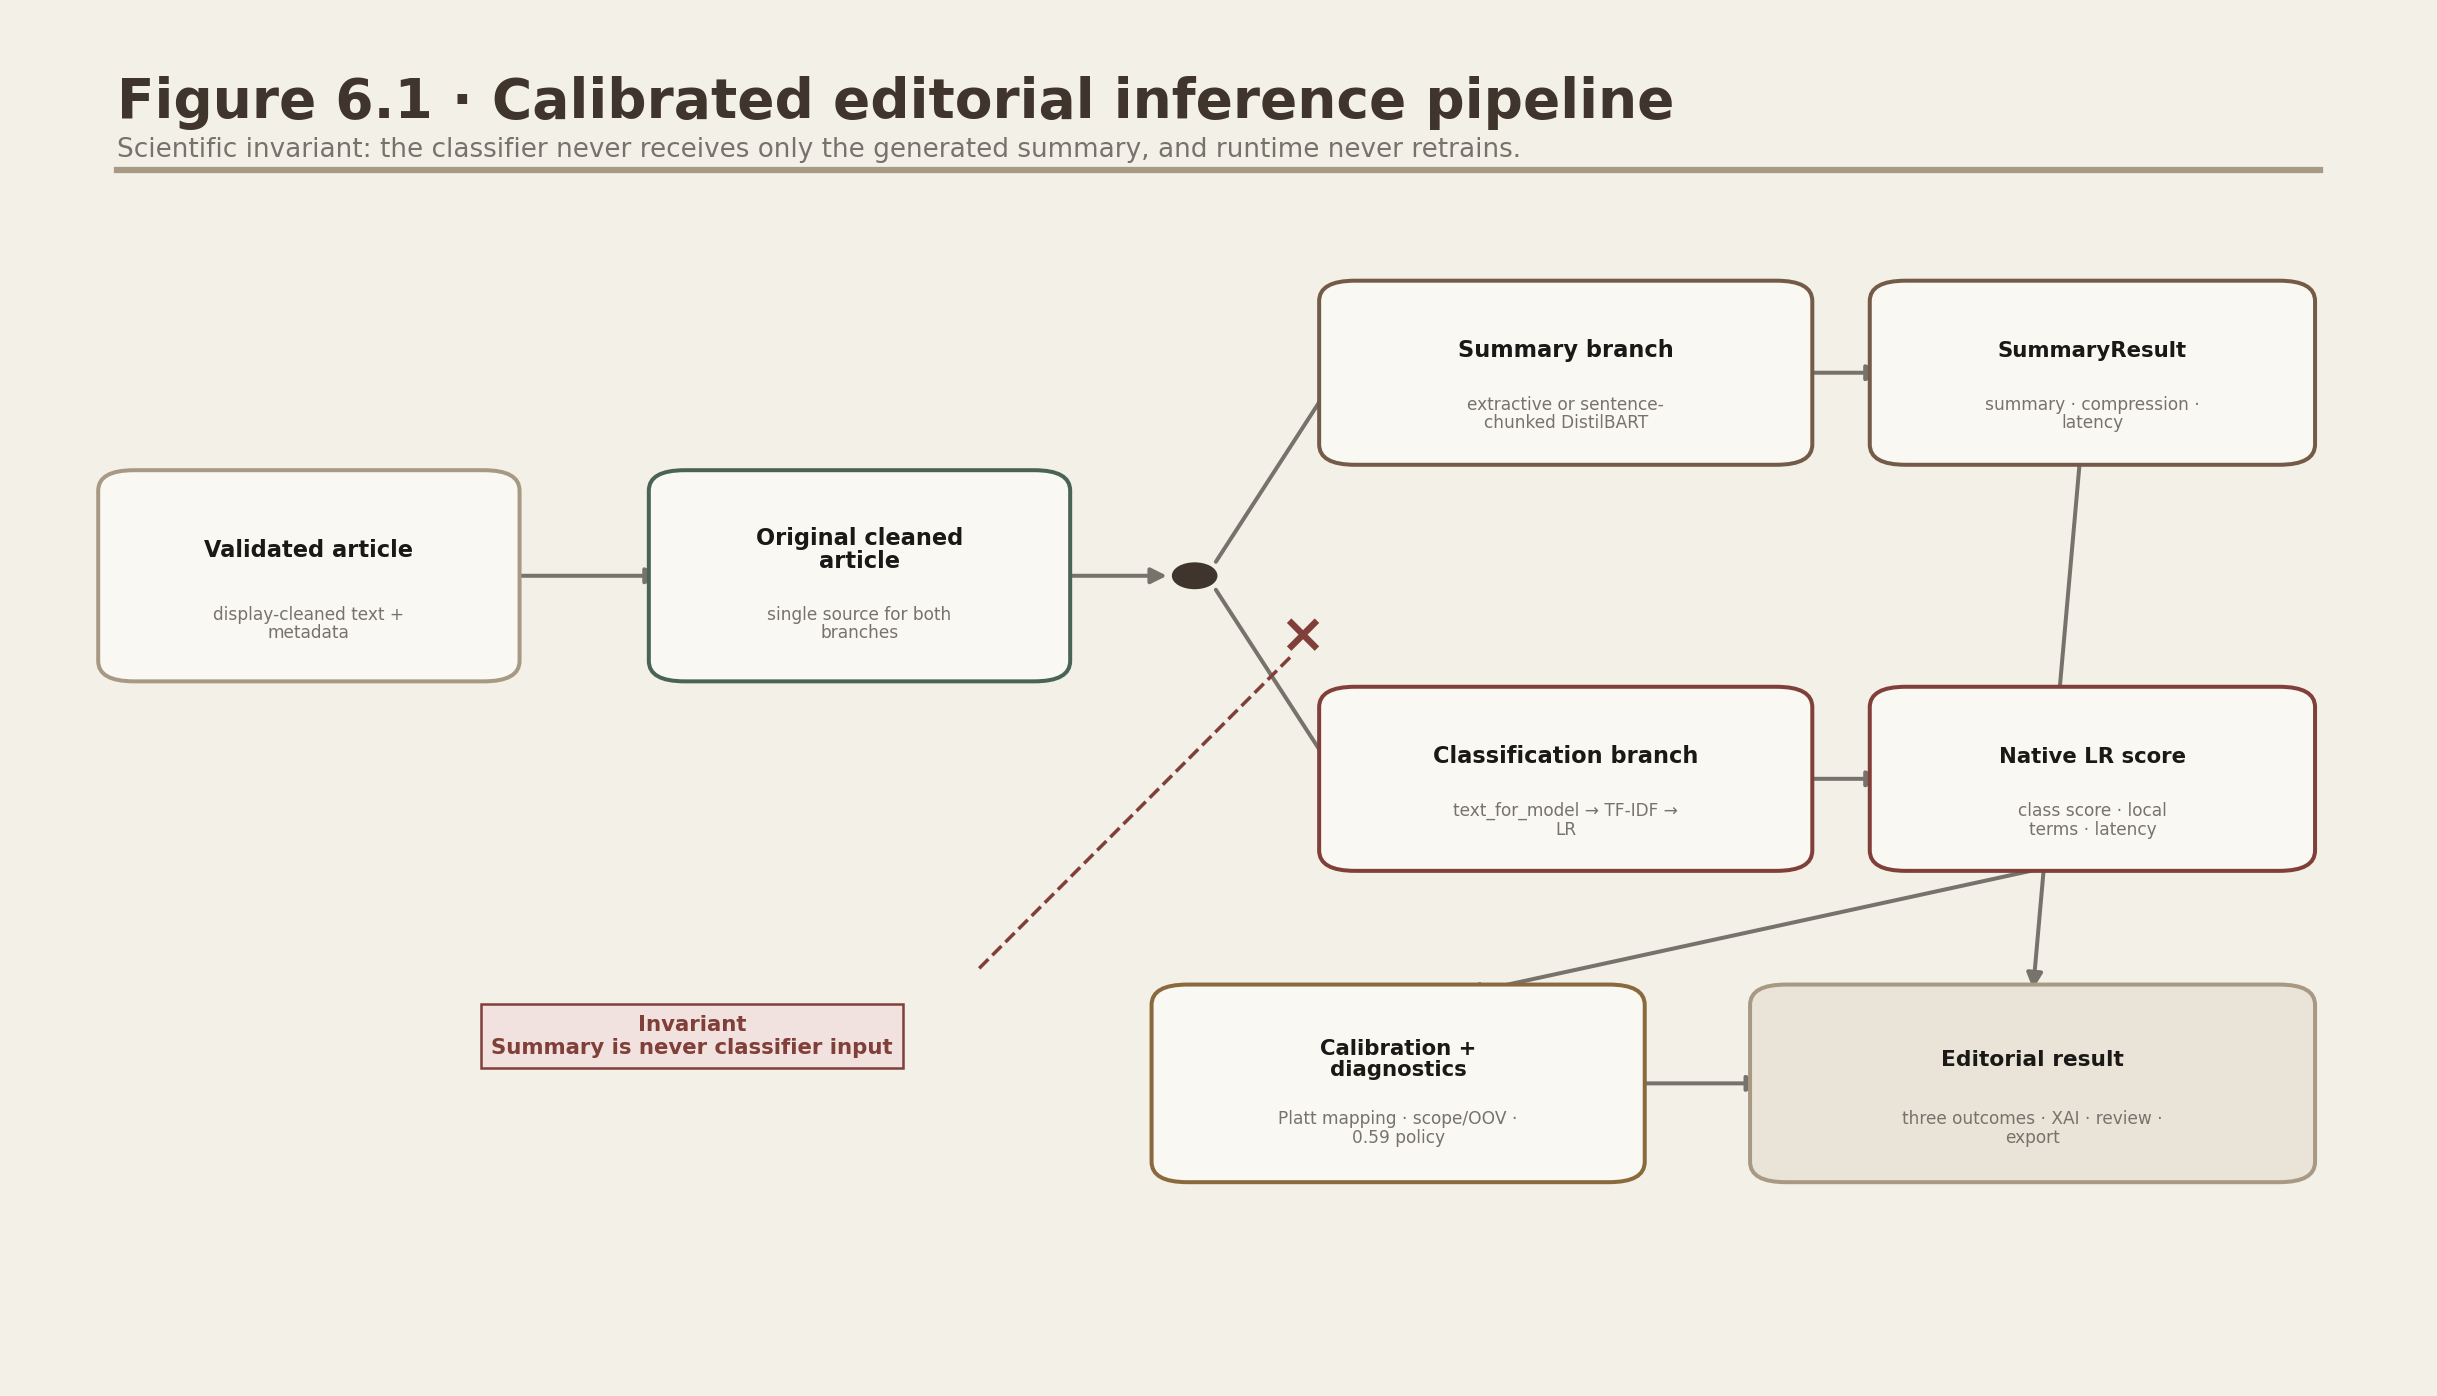 Figure 6.1 · Calibrated editorial inference pipeline
Scientific invariant: the classifier never receives only the generated summary, and runtime never retrains.
Validated article
display-cleaned text +
metadata
Original cleaned
article
single source for both
branches
Summary branch
extractive or sentence-
chunked DistilBART
SummaryResult
summary · compression ·
latency
Classification branch
text_for_model → TF-IDF →
LR
Native LR score
class score · local
terms · latency
Invariant
Summary is never classifier input
Calibration +
diagnostics
Platt mapping · scope/OOV ·
0.59 policy
Editorial result
three outcomes · XAI · review ·
export